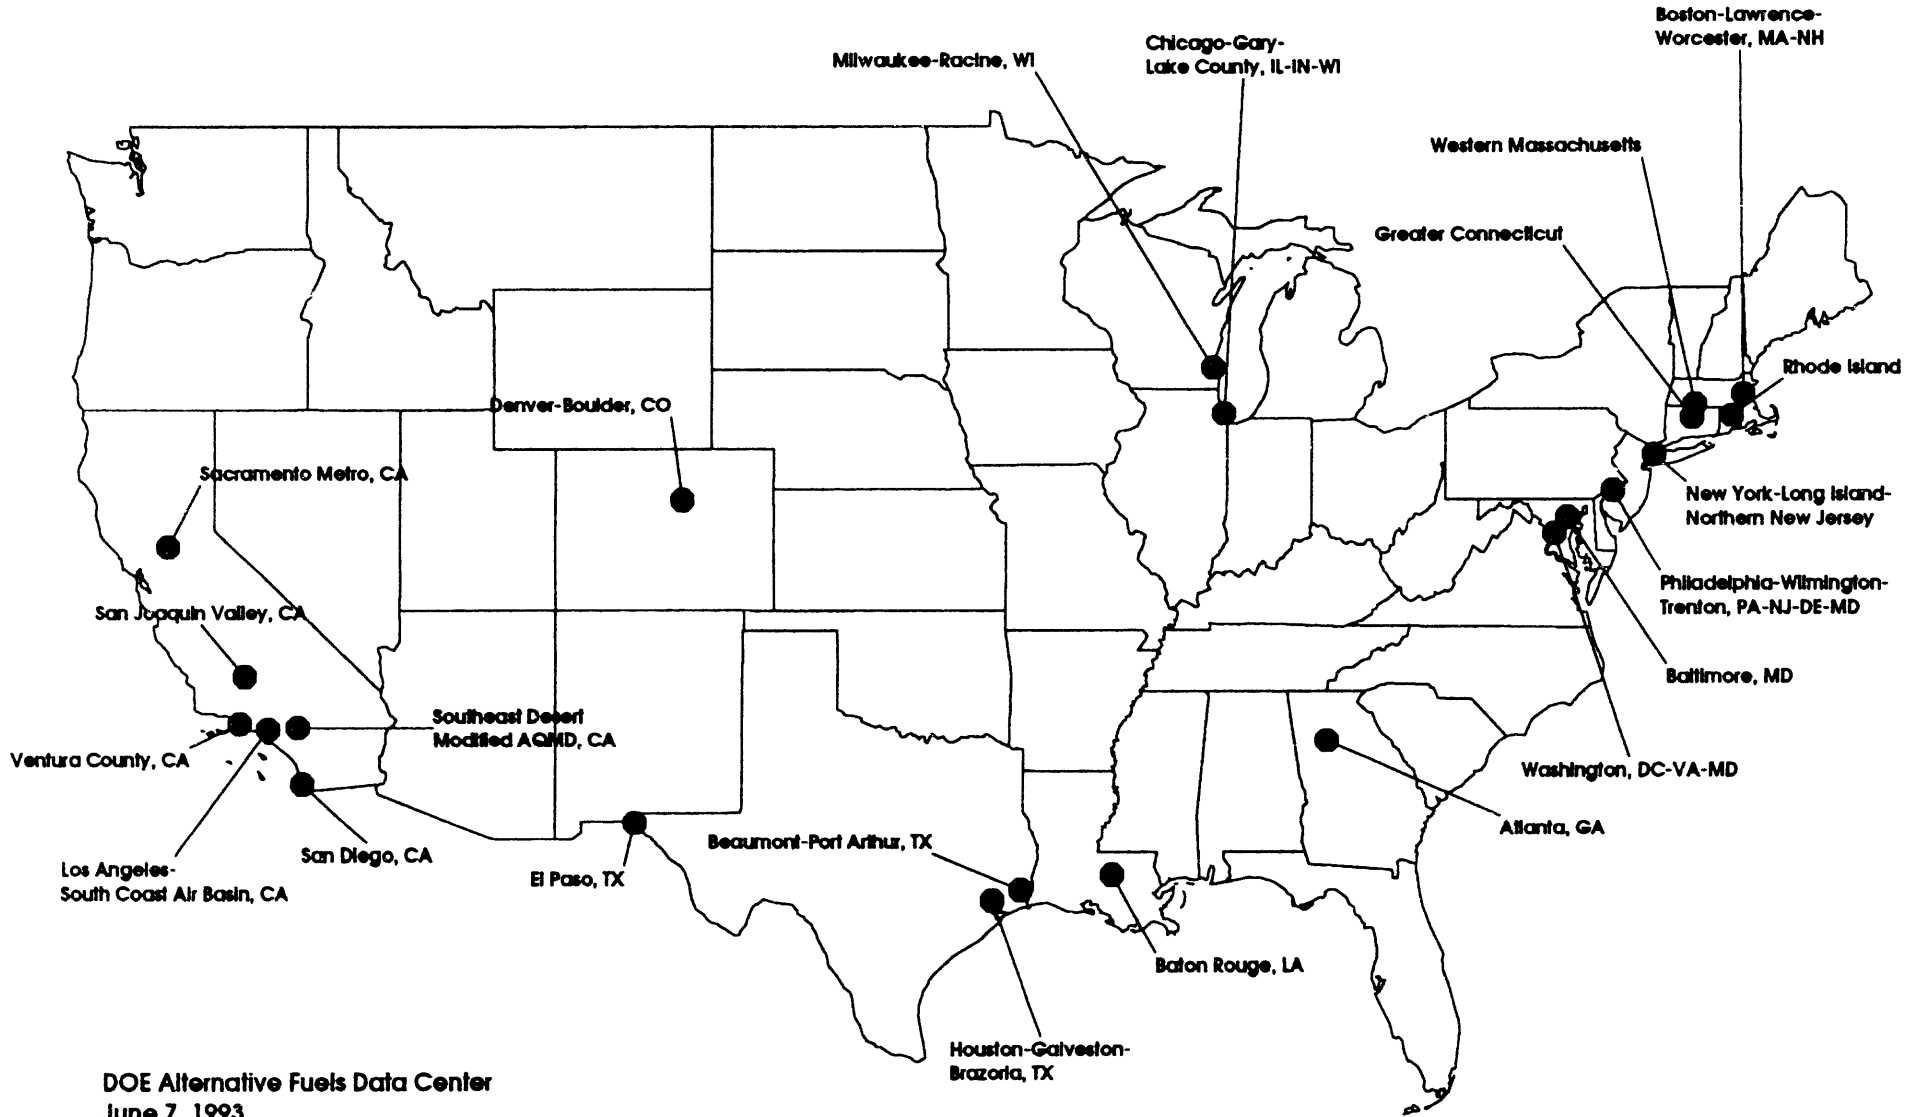 Boston-Lawrence-
Worcester, MA-NH
Chicago-Gary-
Lake County, IL-IN-WI
Milwaukee-Racine, WI
Western Massachusetts
Greater Connecticut
Rhode Island
Denver-Boulder, CO
Sacramento Metro, CA
New York-Long Island-
Northern New Jersey
Philadelphia-Wilmington-
Trenton, PA-NJ-DE-MD
San Joaquin Valley, CA
Baltimore, MD
Southeast Desert
Modified AQMD, CA
Ventura County, CA
Washington, DC-VA-MD
Atlanta, GA
Beaumont-Port Arthur, TX
San Diego, CA
El Paso, TX
Los Angeles-
South Coast Air Basin, CA
Baton Rouge, LA
Houston-Galveston-
Brazoria, TX
DOE Alternative Fuels Data Center
June 7, 1993